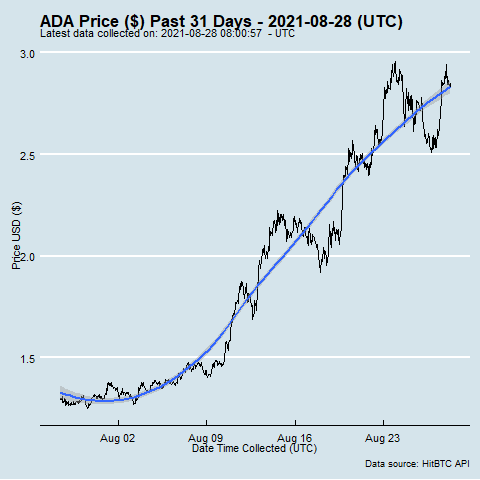 ADA Price ($) Past 31 Days - 2021-08-28 (UTC)
Latest data collected on: 2021-08-28 08:00:57 - UTC
3.0
2.5
2.0
1.5
Price USD ($)
Aug 02 Aug 09 Aug 16 Aug 23
Date Time Collected (UTC)
Data source: HitBTC API